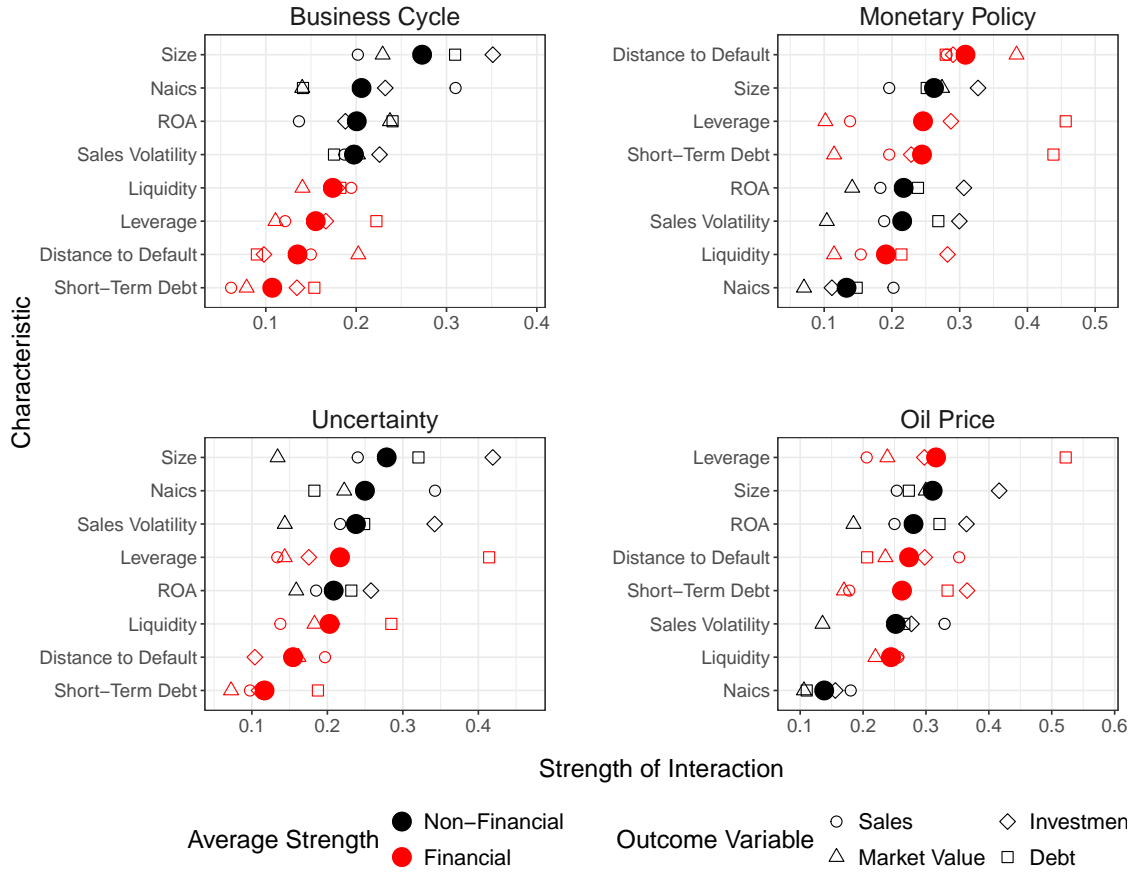 Business Cycle
Monetary Policy
Size
Naics
ROA
Sales Volatility
Liquidity
Leverage
Distance to Default
Short−Term Debt
0.1 0.2 0.3 0.4
Distance to Default
Size
Leverage
Short−Term Debt
ROA
Sales Volatility
Liquidity
Naics
0.1 0.2 0.3 0.4 0.5
Characteristic
Uncertainty
Oil Price
Size
Naics
Sales Volatility
Leverage
ROA
Liquidity
Distance to Default
Short−Term Debt
0.1 0.2 0.3 0.4
Leverage
Size
ROA
Distance to Default
Short−Term Debt
Sales Volatility
Liquidity
Naics
0.1 0.2 0.3 0.4 0.5 0.6
Strength of Interaction
Average Strength
Non−Financial
Financial
Outcome Variable
Sales
Market Value
Investmen
Debt